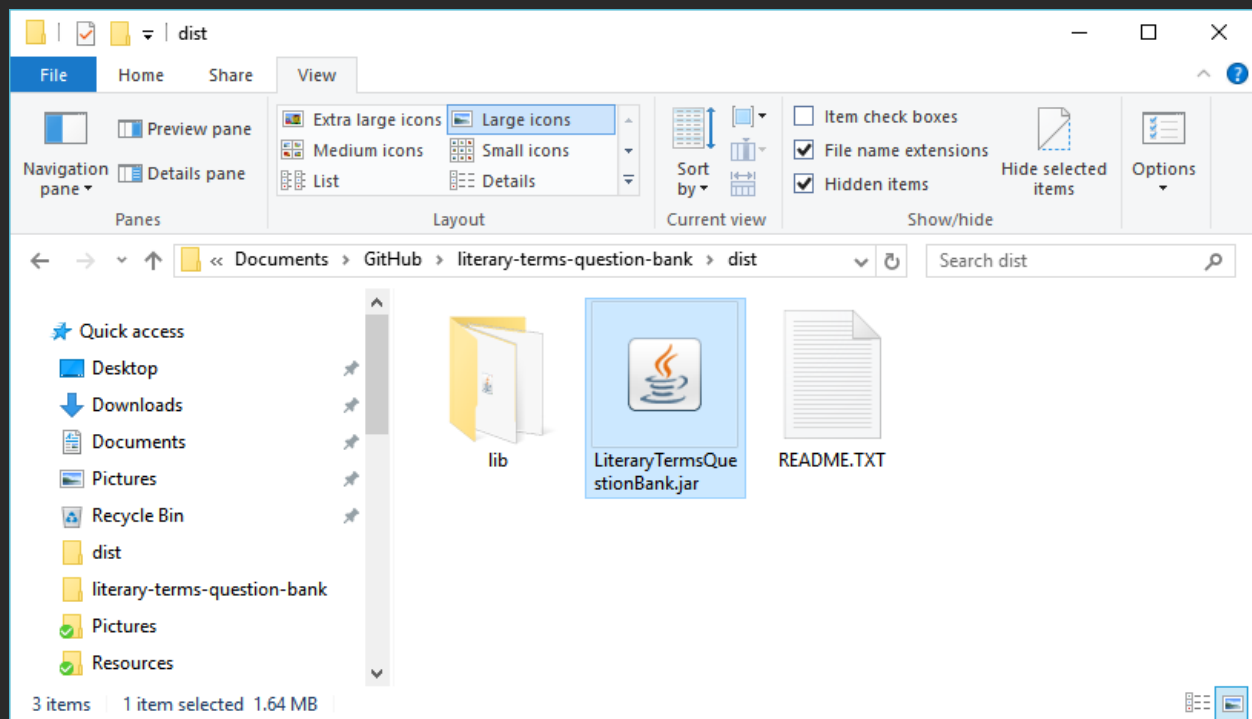 dist
File Home Share View
Navigation pane
Preview pane
Details pane
Panes
Extra large icons Large icons
Medium icons Small icons
List Details
Layout
Sort by
Current view
Item check boxes
File name extensions
Hidden items
Hide selected items
Show/hide
Options
« Documents › GitHub › literary-terms-question-bank › dist
Search dist
Quick access
Desktop
Downloads
Documents
Pictures
Recycle Bin
dist
literary-terms-question-bank
Pictures
Resources
lib
LiteraryTermsQue
stionBank.jar
README.TXT
3 items 1 item selected 1.64 MB